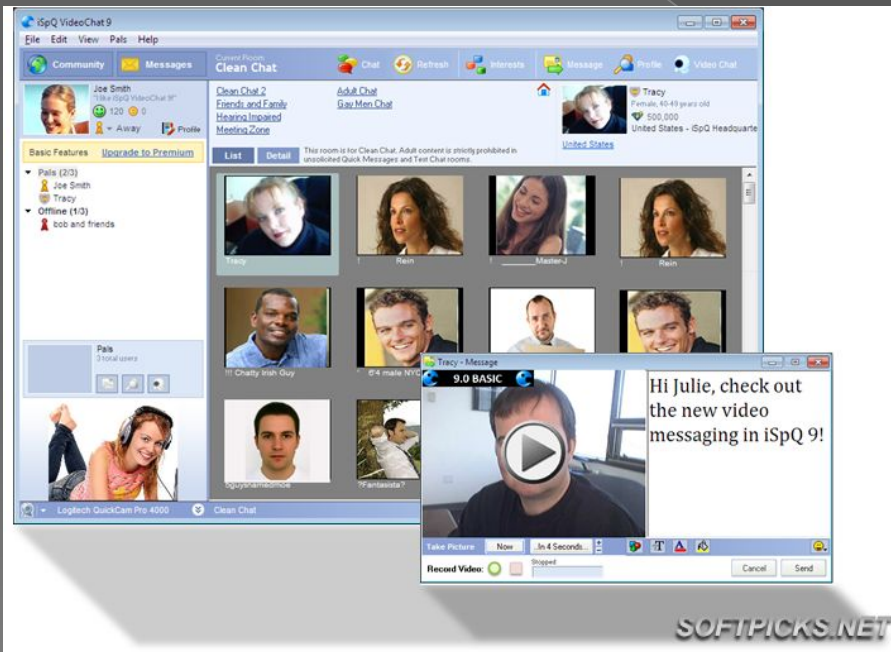 iSpQ VideoChat 9
File Edit View Pals Help
Community Messages
Current Room
Clean Chat
Chat Refresh Interests Message Profile Video Chat
Joe Smith
"I like iSpQ VideoChat 9!"
120 0
Away Profile
Basic Features Upgrade to Premium
Pals (2/3)
Joe Smith
Tracy
Offline (1/3)
bob and friends
Clean Chat 2 Adult Chat
Friends and Family Gay Men Chat
Hearing Impaired
Meeting Zone
Tracy
Female, 40-49 years old
500,000
United States - iSpQ Headquarte
United States
List Detail
This room is for Clean Chat. Adult content is strictly prohibited in
unsolicited Quick Messages and Text Chat rooms.
Tracy ! Rein ! _______Master-J ! Rein
!!! Chatty Irish Guy ' 6'4 male NYC
5guysnamedmoe ?Fantasista?
Pals
3 total users
Logitech QuickCam Pro 4000 Clean Chat
Tracy - Message
9.0 BASIC
Hi Julie, check out
the new video
messaging in iSpQ 9!
Take Picture Now ..In 4 Seconds...
Record Video: Stopped
Cancel Send
SOFTPICKS.NET